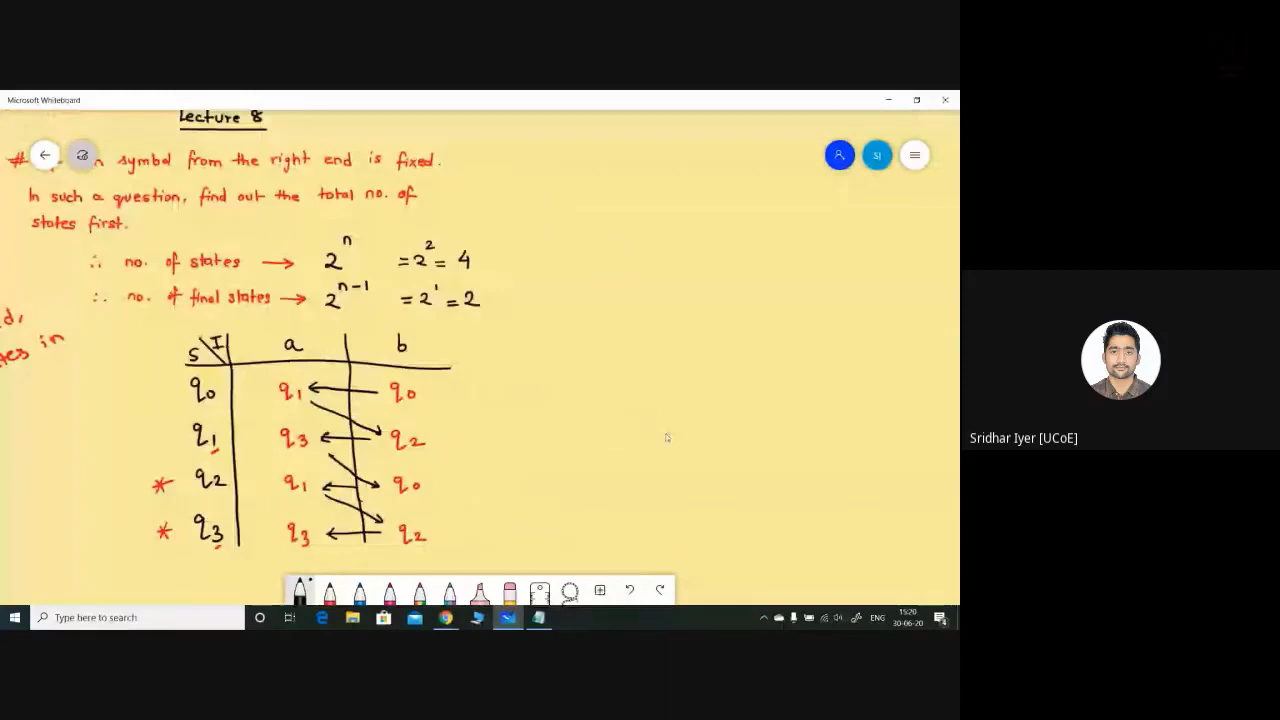 Microsoft Whiteboard
Lecture 8
# symbol from the right end is fixed.
In such a question, find out the total no. of
states first.
∴ no. of states → 2^n = 2^2 = 4
∴ no. of final states → 2^(n-1) = 2^1 = 2
S \ I a b
q0 q1 q0
q1 q3 q2
* q2 q1 q0
* q3 q3 q2
SI
Sridhar Iyer [UCoE]
Type here to search
ENG
15:20
30-06-20